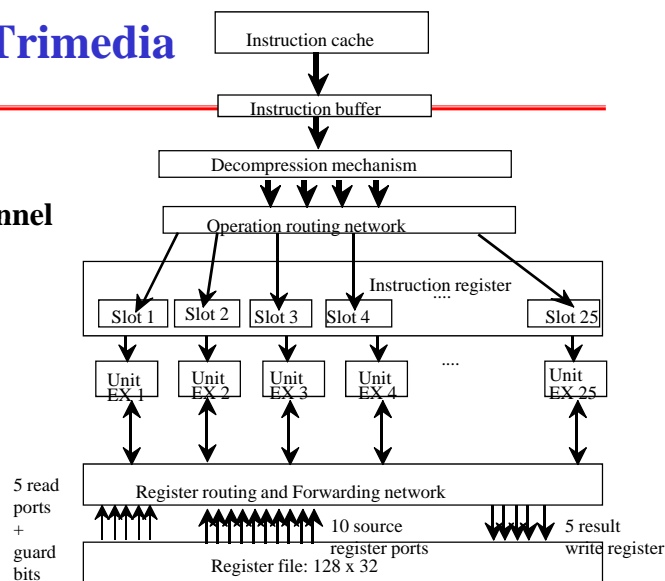 Trimedia
Instruction cache
Instruction buffer
Decompression mechanism
nnel
Operation routing network
Instruction register
....
Slot 1
Slot 2
Slot 3
Slot 4
Slot 25
....
Unit
EX 1
Unit
EX 2
Unit
EX 3
Unit
EX 4
Unit
EX 25
5 read
ports
+
guard
bits
Register routing and Forwarding network
10 source
register ports
5 result
write register
Register file: 128 x 32